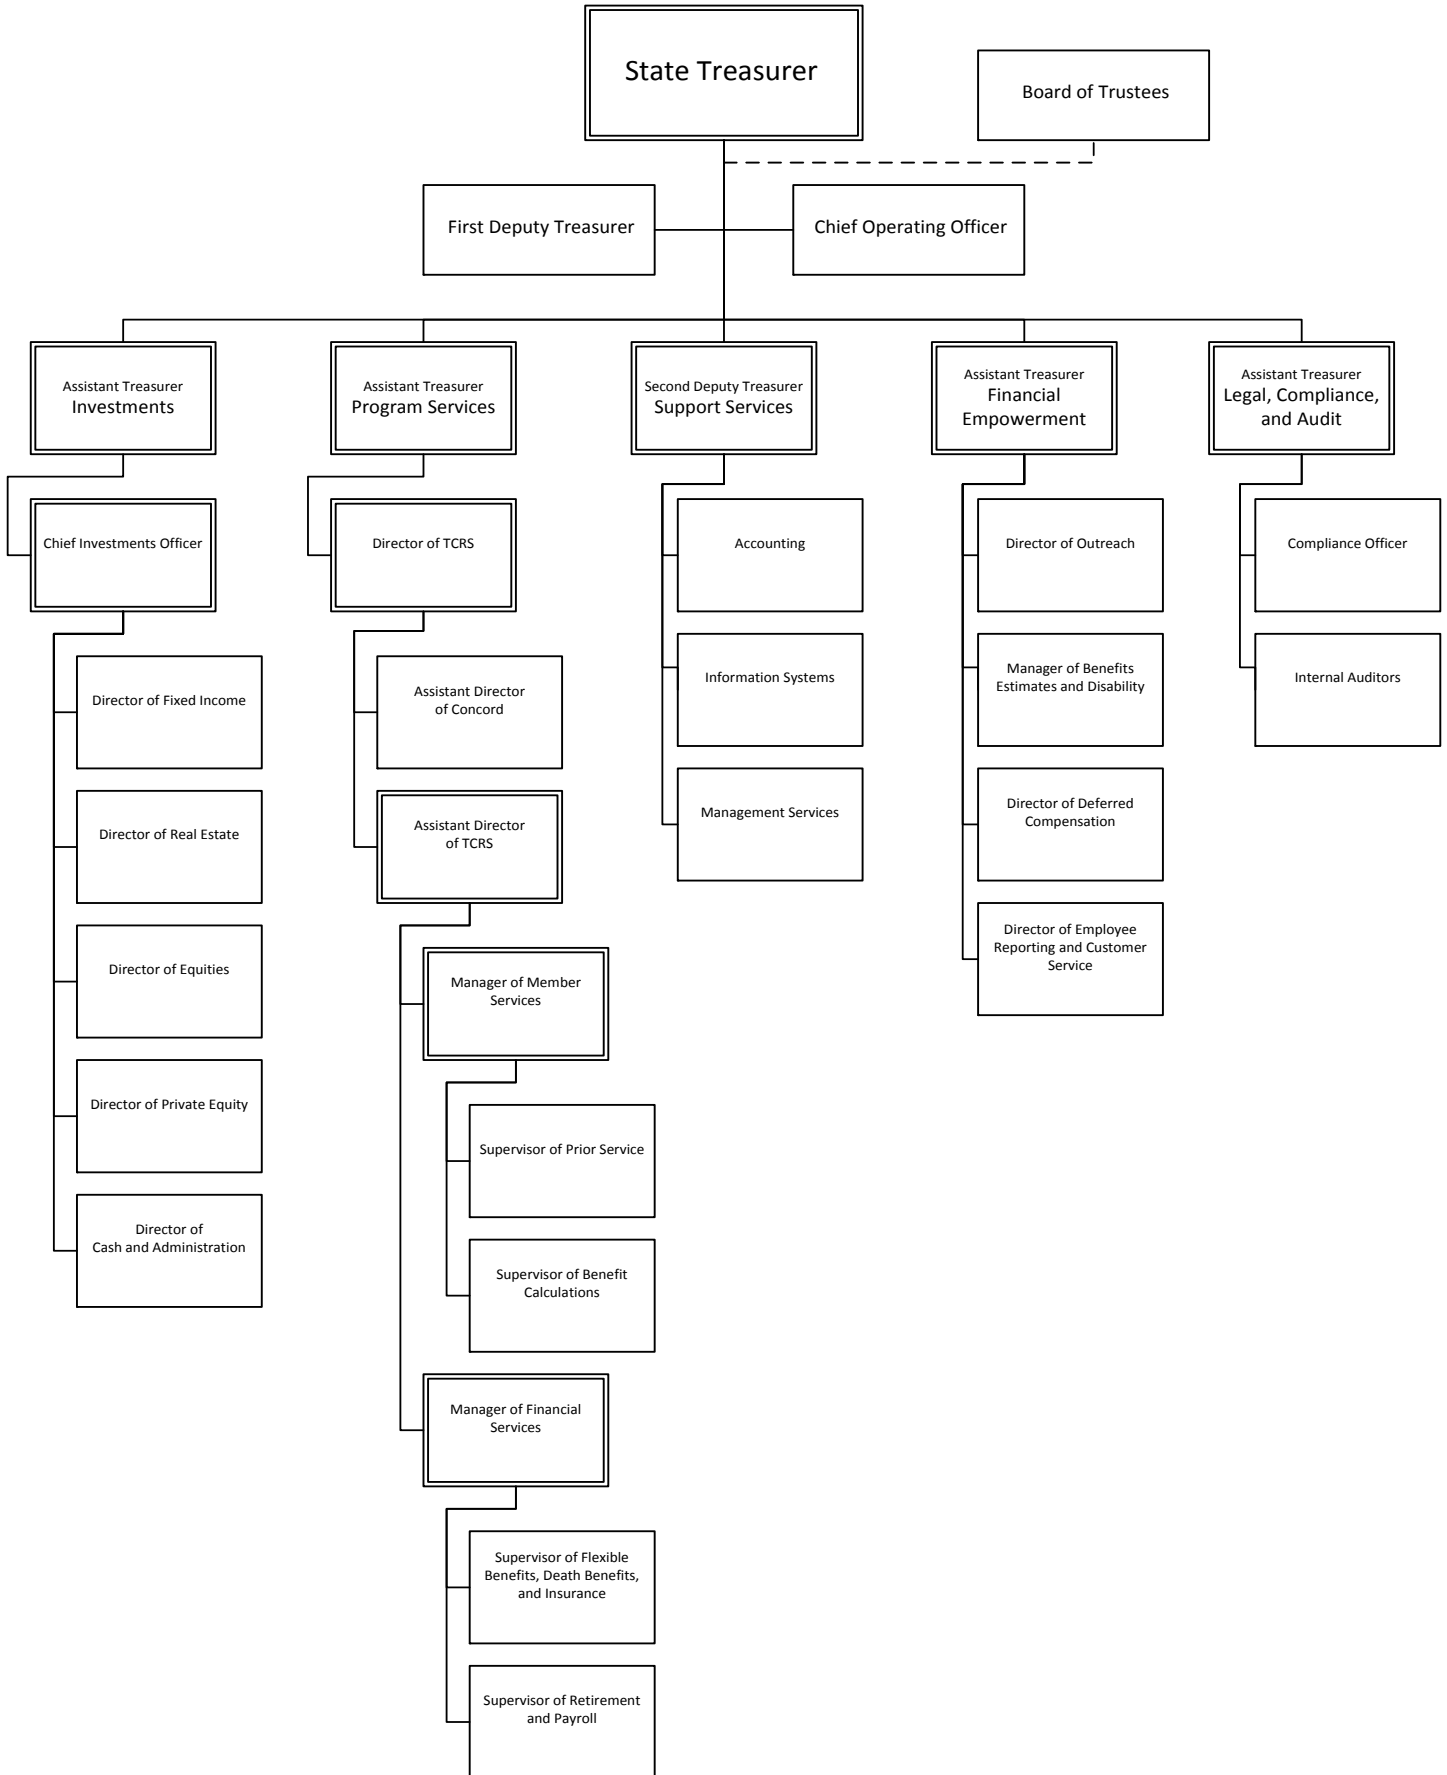 State Treasurer
Board of Trustees
First Deputy Treasurer
Chief Operating Officer
Assistant Treasurer
Investments
Assistant Treasurer
Program Services
Second Deputy Treasurer
Support Services
Assistant Treasurer
Financial
Empowerment
Assistant Treasurer
Legal, Compliance,
and Audit
Chief Investments Officer
Director of TCRS
Accounting
Director of Outreach
Compliance Officer
Director of Fixed Income
Assistant Director
of Concord
Information Systems
Manager of Benefits
Estimates and Disability
Internal Auditors
Director of Real Estate
Assistant Director
of TCRS
Management Services
Director of Deferred
Compensation
Director of Equities
Manager of Member
Services
Director of Employee
Reporting and Customer
Service
Director of Private Equity
Supervisor of Prior Service
Director of
Cash and Administration
Supervisor of Benefit
Calculations
Manager of Financial
Services
Supervisor of Flexible
Benefits, Death Benefits,
and Insurance
Supervisor of Retirement
and Payroll